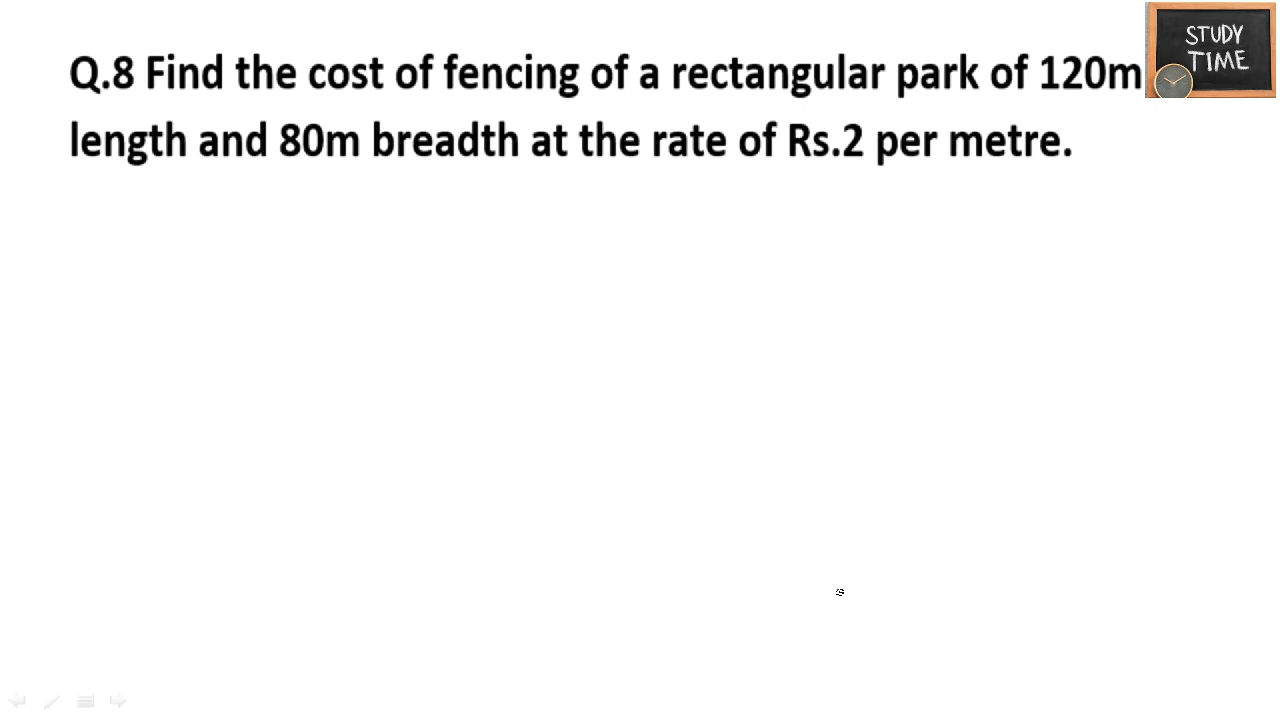 Q.8 Find the cost of fencing of a rectangular park of 120m
length and 80m breadth at the rate of Rs.2 per metre.
STUDY
TIME